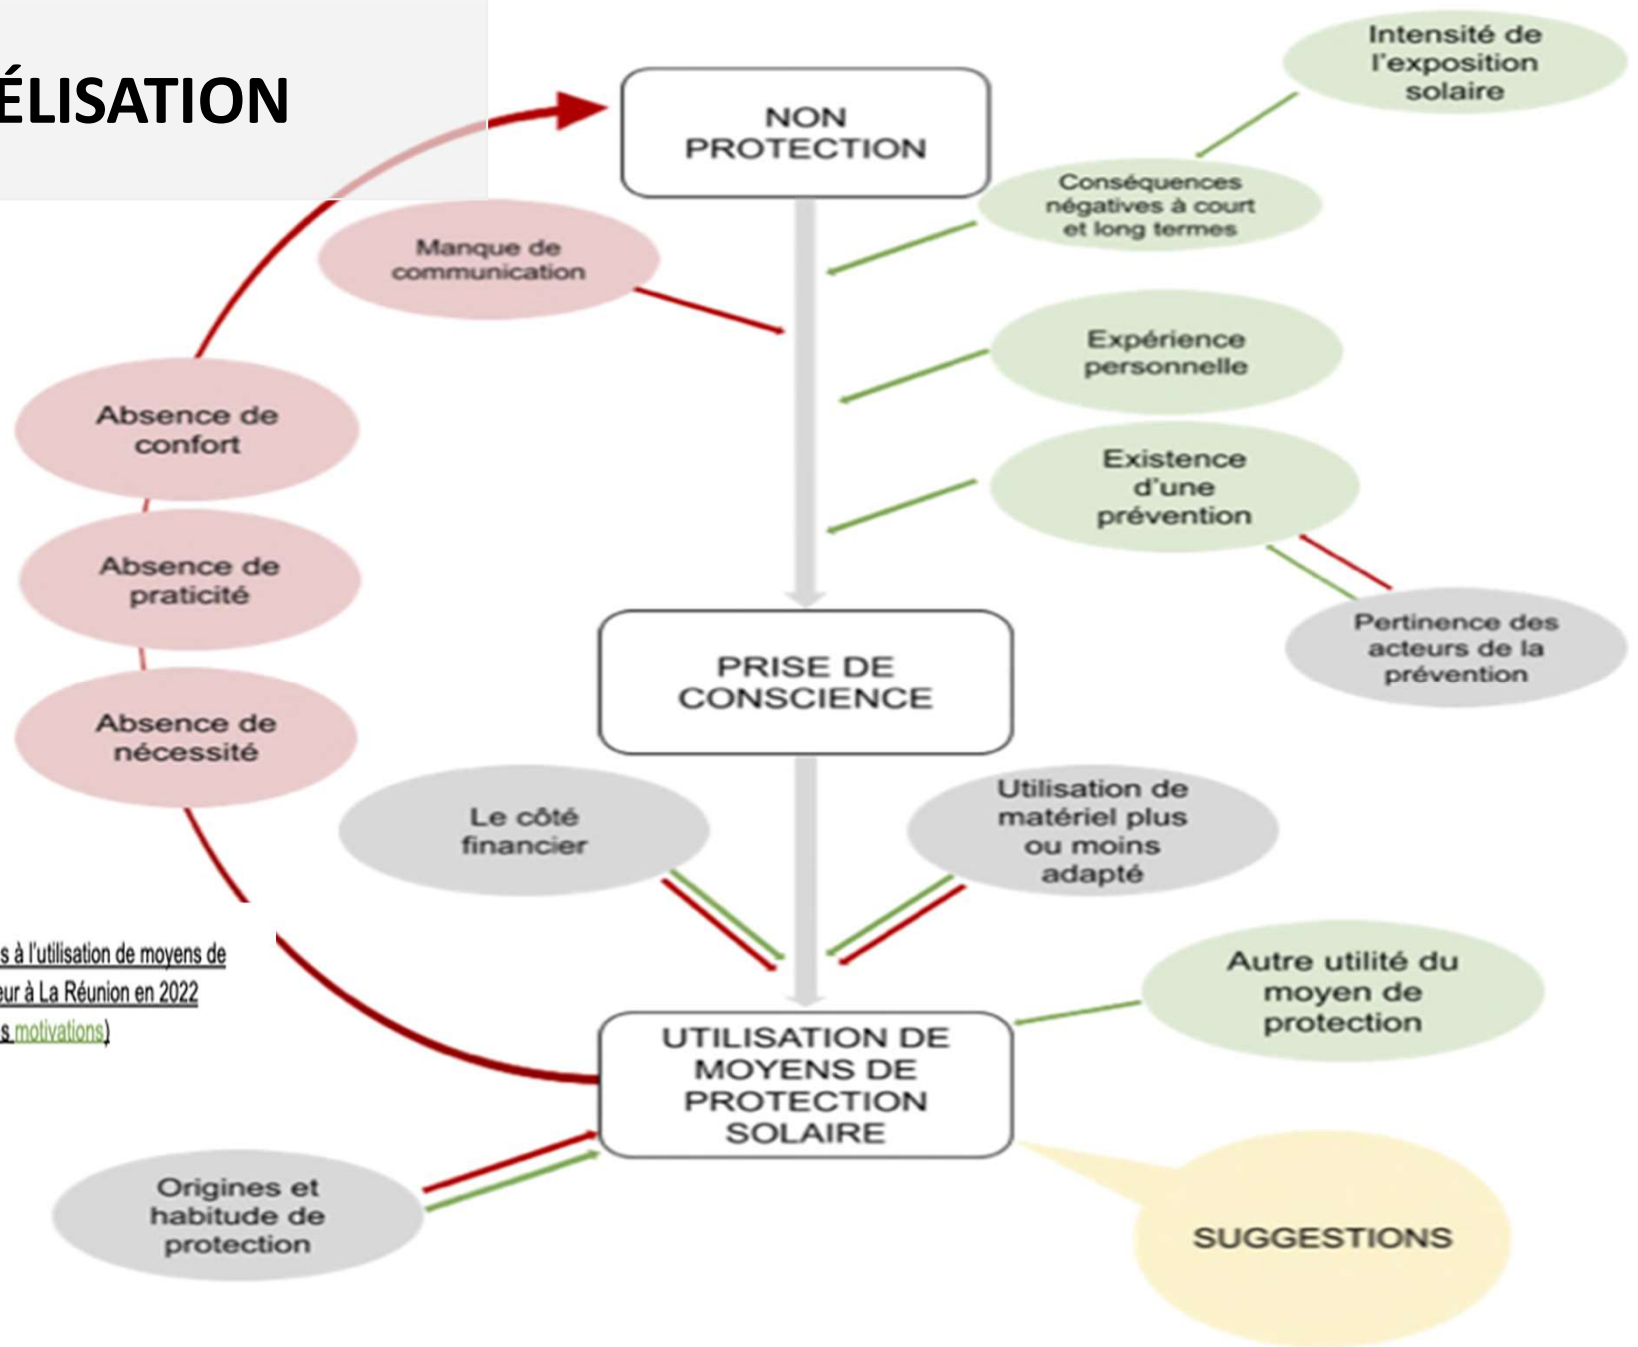 ÉLISATION
NON
PROTECTION
Intensité de
l'exposition
solaire
Conséquences
négatives à court
et long termes
Manque de
communication
Expérience
personnelle
Absence de
confort
Existence
d'une
prévention
Absence de
praticité
Pertinence des
acteurs de la
prévention
PRISE DE
CONSCIENCE
Absence de
nécessité
Le côté
financier
Utilisation de
matériel plus
ou moins
adapté
s à l'utilisation de moyens de
eur à La Réunion en 2022
s motivations)
Autre utilité du
moyen de
protection
UTILISATION DE
MOYENS DE
PROTECTION
SOLAIRE
Origines et
habitude de
protection
SUGGESTIONS